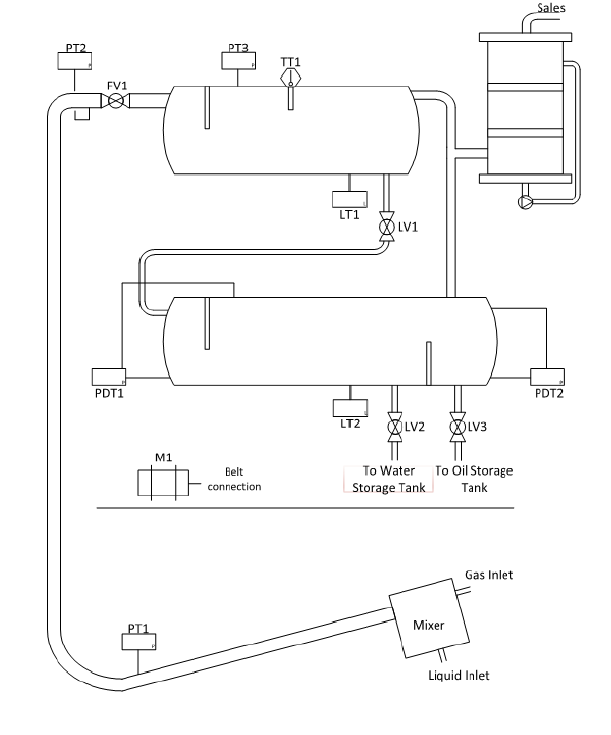 Sales
PT2
PT3
TT1
FV1
LT1
LV1
PDT1
PDT2
LT2
LV2
LV3
To Water
Storage Tank
To Oil Storage
Tank
M1
Belt
connection
Gas Inlet
Mixer
PT1
Liquid Inlet